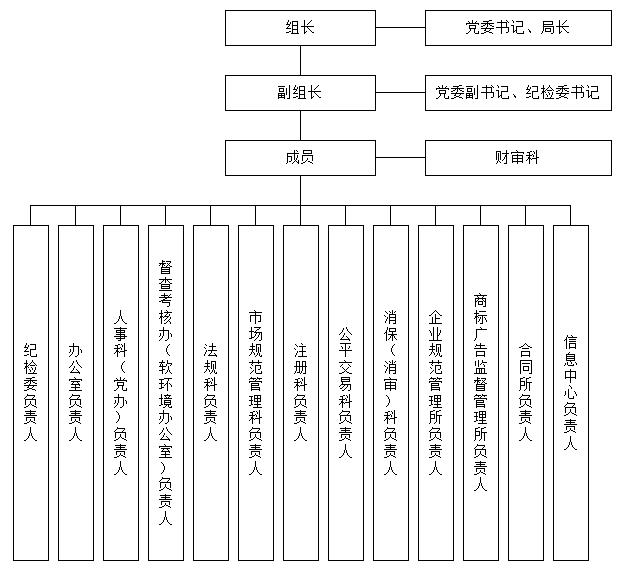 组长
党委书记、局长
副组长
党委副书记、纪检委书记
成员
财审科
纪检委负责人
办公室负责人
人事科（党办）负责人
督查考核办（软环境办公室）负责人
法规科负责人
市场规范管理科负责人
注册科负责人
公平交易科负责人
消保（消审）科负责人
企业规范管理所负责人
商标广告监督管理所负责人
合同所负责人
信息中心负责人